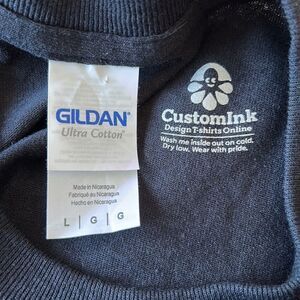 GILDAN®
Ultra Cotton®
Made in Nicaragua
Fabriqué au Nicaragua
Hecho en Nicaragua
L | G | G
CustomInk
Design T-shirts Online
Wash me inside out on cold.
Dry low. Wear with pride.